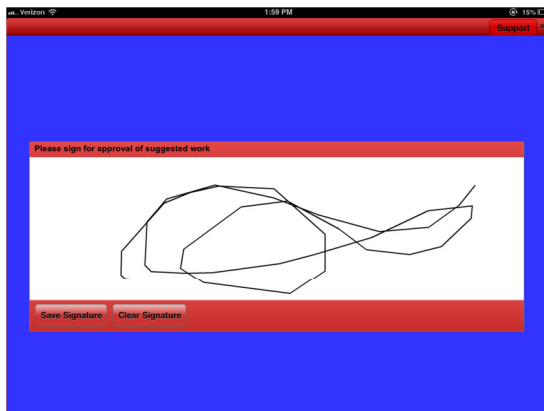 Verizon 1:59 PM 15%
Support ×
Please sign for approval of suggested work
Save Signature Clear Signature